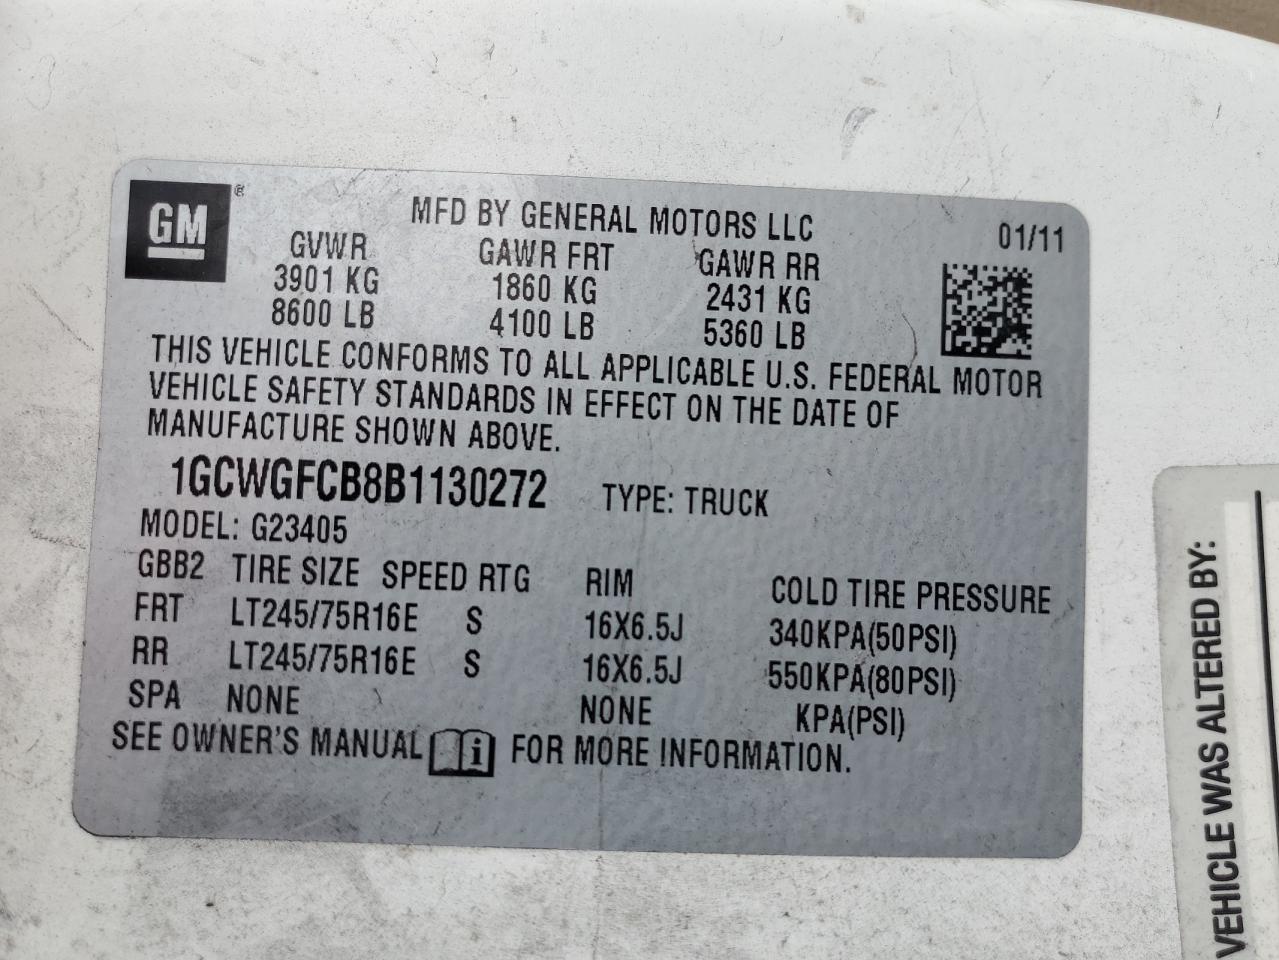 GM®
MFD BY GENERAL MOTORS LLC
01/11
GVWR GAWR FRT GAWR RR
3901 KG 1860 KG 2431 KG
8600 LB 4100 LB 5360 LB
THIS VEHICLE CONFORMS TO ALL APPLICABLE U.S. FEDERAL MOTOR
VEHICLE SAFETY STANDARDS IN EFFECT ON THE DATE OF
MANUFACTURE SHOWN ABOVE.
1GCWGFCB8B1130272 TYPE: TRUCK
MODEL: G23405
GBB2 TIRE SIZE SPEED RTG RIM COLD TIRE PRESSURE
FRT LT245/75R16E S 16X6.5J 340KPA(50PSI)
RR LT245/75R16E S 16X6.5J 550KPA(80PSI)
SPA NONE NONE KPA(PSI)
SEE OWNER'S MANUAL i FOR MORE INFORMATION.
VEHICLE WAS ALTERED BY: